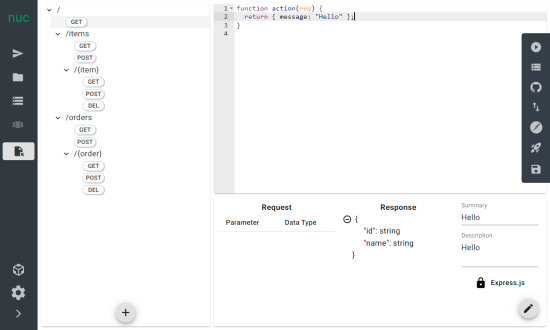 nuc
/
GET
/items
GET
POST
/{item}
GET
POST
DEL
/orders
GET
POST
/{order}
GET
POST
DEL
1 function action(req) {
2 return { message: "Hello" };
3 }
4
Request
Parameter Data Type
Response
{
"id": string
"name": string
}
Summary
Hello
Description
Hello
Express.js